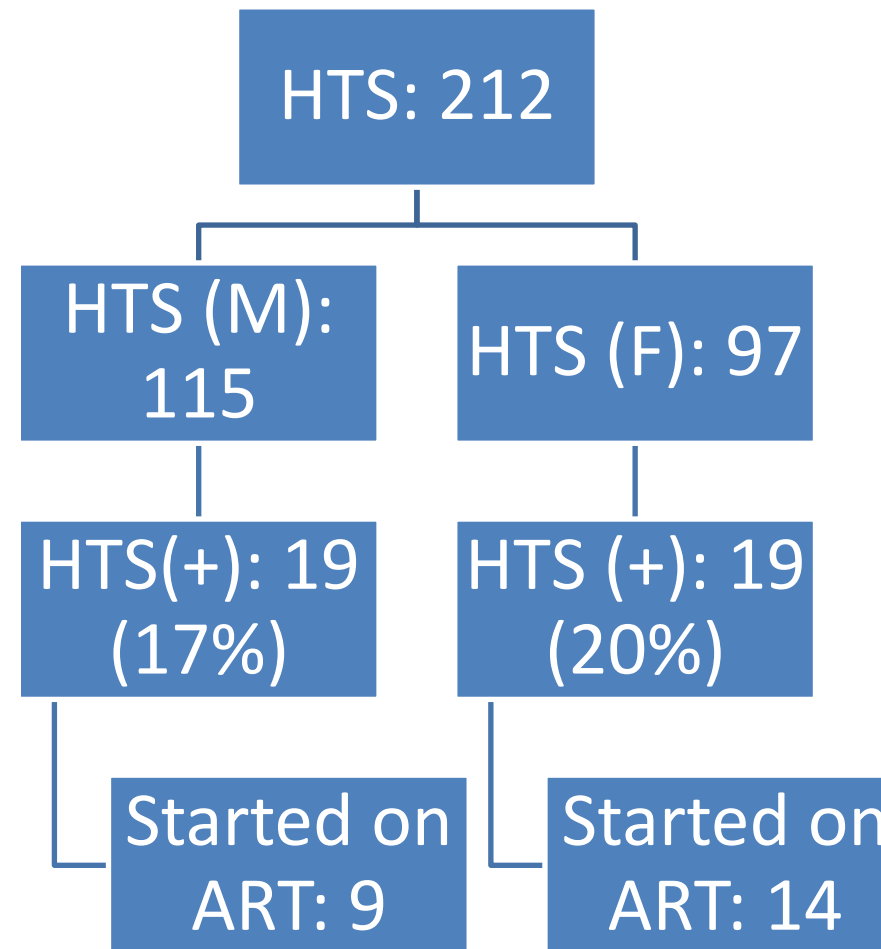 HTS: 212
HTS (M):
115
HTS (F): 97
HTS(+): 19
(17%)
HTS (+): 19
(20%)
Started on
ART: 9
Started on
ART: 14